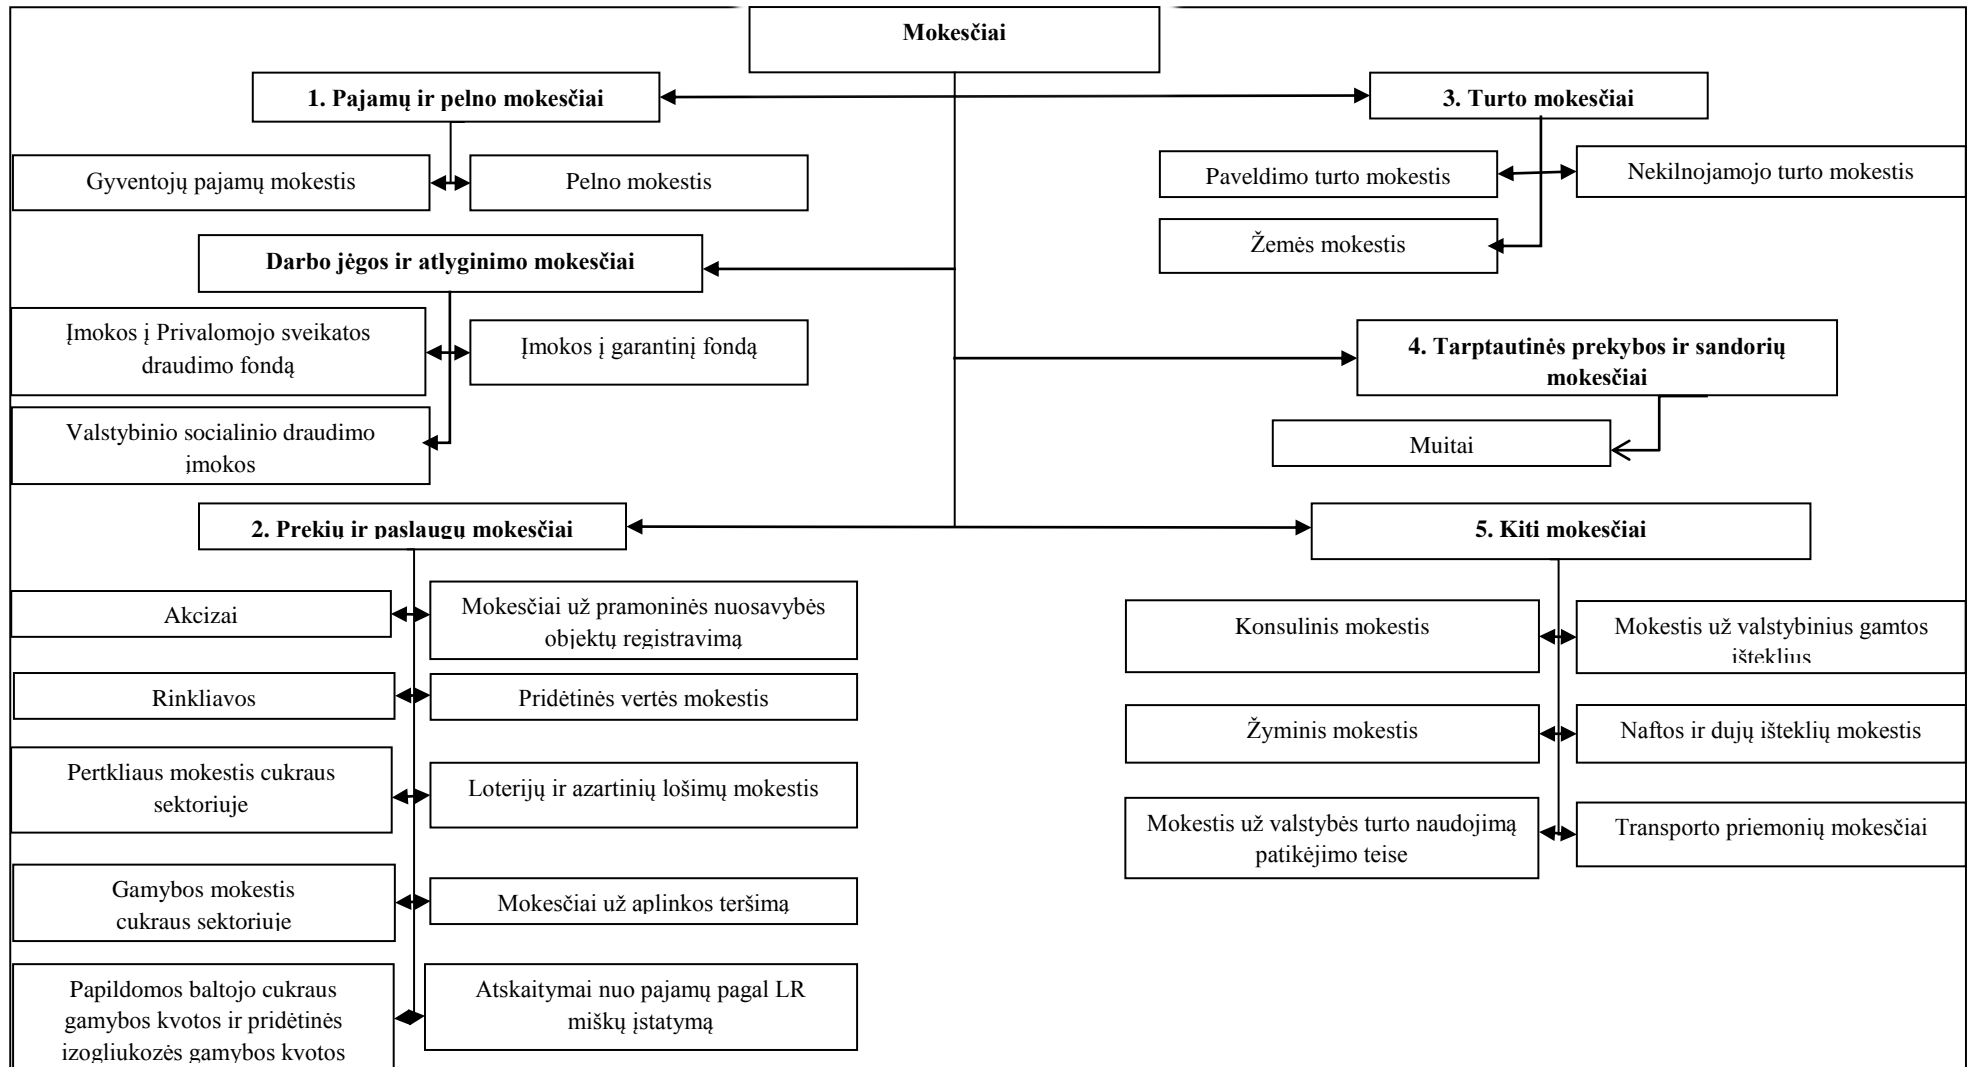 Mokesčiai
1. Pajamų ir pelno mokesčiai
3. Turto mokesčiai
Gyventojų pajamų mokestis
Pelno mokestis
Paveldimo turto mokestis
Nekilnojamojo turto mokestis
Žemės mokestis
Darbo jėgos ir atlyginimo mokesčiai
Įmokos į Privalomojo sveikatos
draudimo fondą
Įmokos į garantinį fondą
Valstybinio socialinio draudimo
įmokos
4. Tarptautinės prekybos ir sandorių
mokesčiai
Muitai
2. Prekių ir paslaugų mokesčiai
5. Kiti mokesčiai
Akcizai
Mokesčiai už pramoninės nuosavybės
objektų registravimą
Rinkliavos
Pridėtinės vertės mokestis
Pertkliaus mokestis cukraus
sektoriuje
Loterijų ir azartinių lošimų mokestis
Gamybos mokestis
cukraus sektoriuje
Mokesčiai už aplinkos teršimą
Papildomos baltojo cukraus
gamybos kvotos ir pridėtinės
izogliukozės gamybos kvotos
Atskaitymai nuo pajamų pagal LR
miškų įstatymą
Konsulinis mokestis
Mokestis už valstybinius gamtos
išteklius
Žyminis mokestis
Naftos ir dujų išteklių mokestis
Mokestis už valstybės turto naudojimą
patikėjimo teise
Transporto priemonių mokesčiai